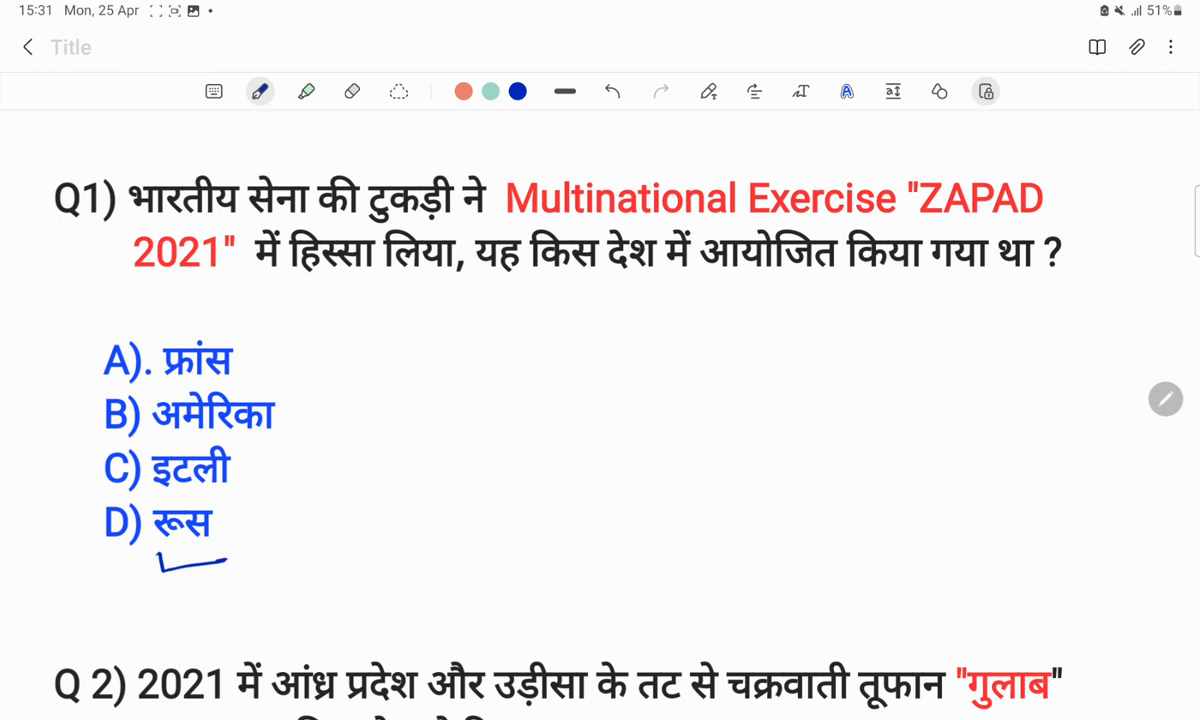 15:31 Mon, 25 Apr 51%
Title
Q1) भारतीय सेना की टुकड़ी ने Multinational Exercise "ZAPAD
2021" में हिस्सा लिया, यह किस देश में आयोजित किया गया था ?
A). फ्रांस
B) अमेरिका
C) इटली
D) रूस
Q 2) 2021 में आंध्र प्रदेश और उड़ीसा के तट से चक्रवाती तूफान "गुलाब"